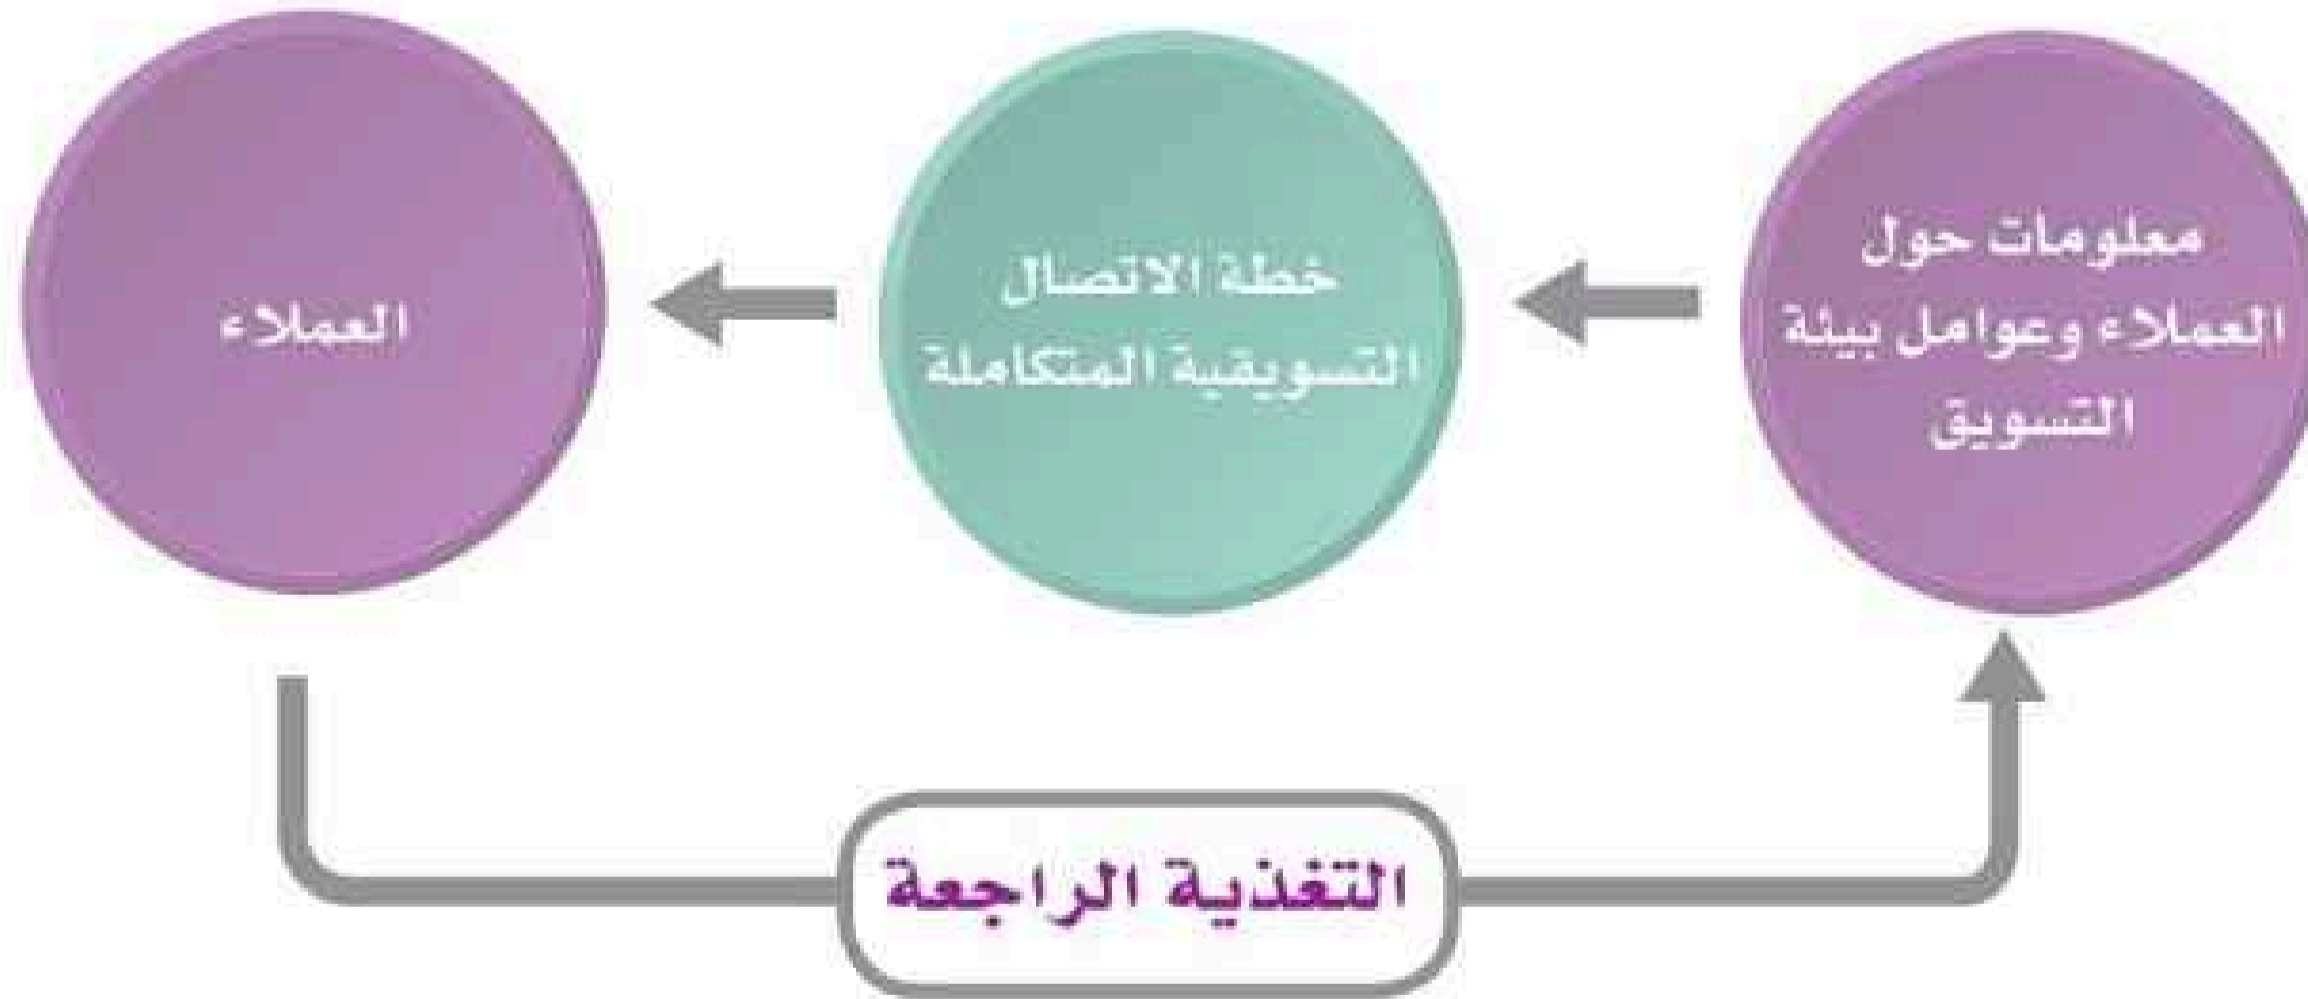 معلومات حول
العملاء وعوامل بيئة
التسويق
خطة الاتصال
التسويقية المتكاملة
العملاء
التغذية الراجعة